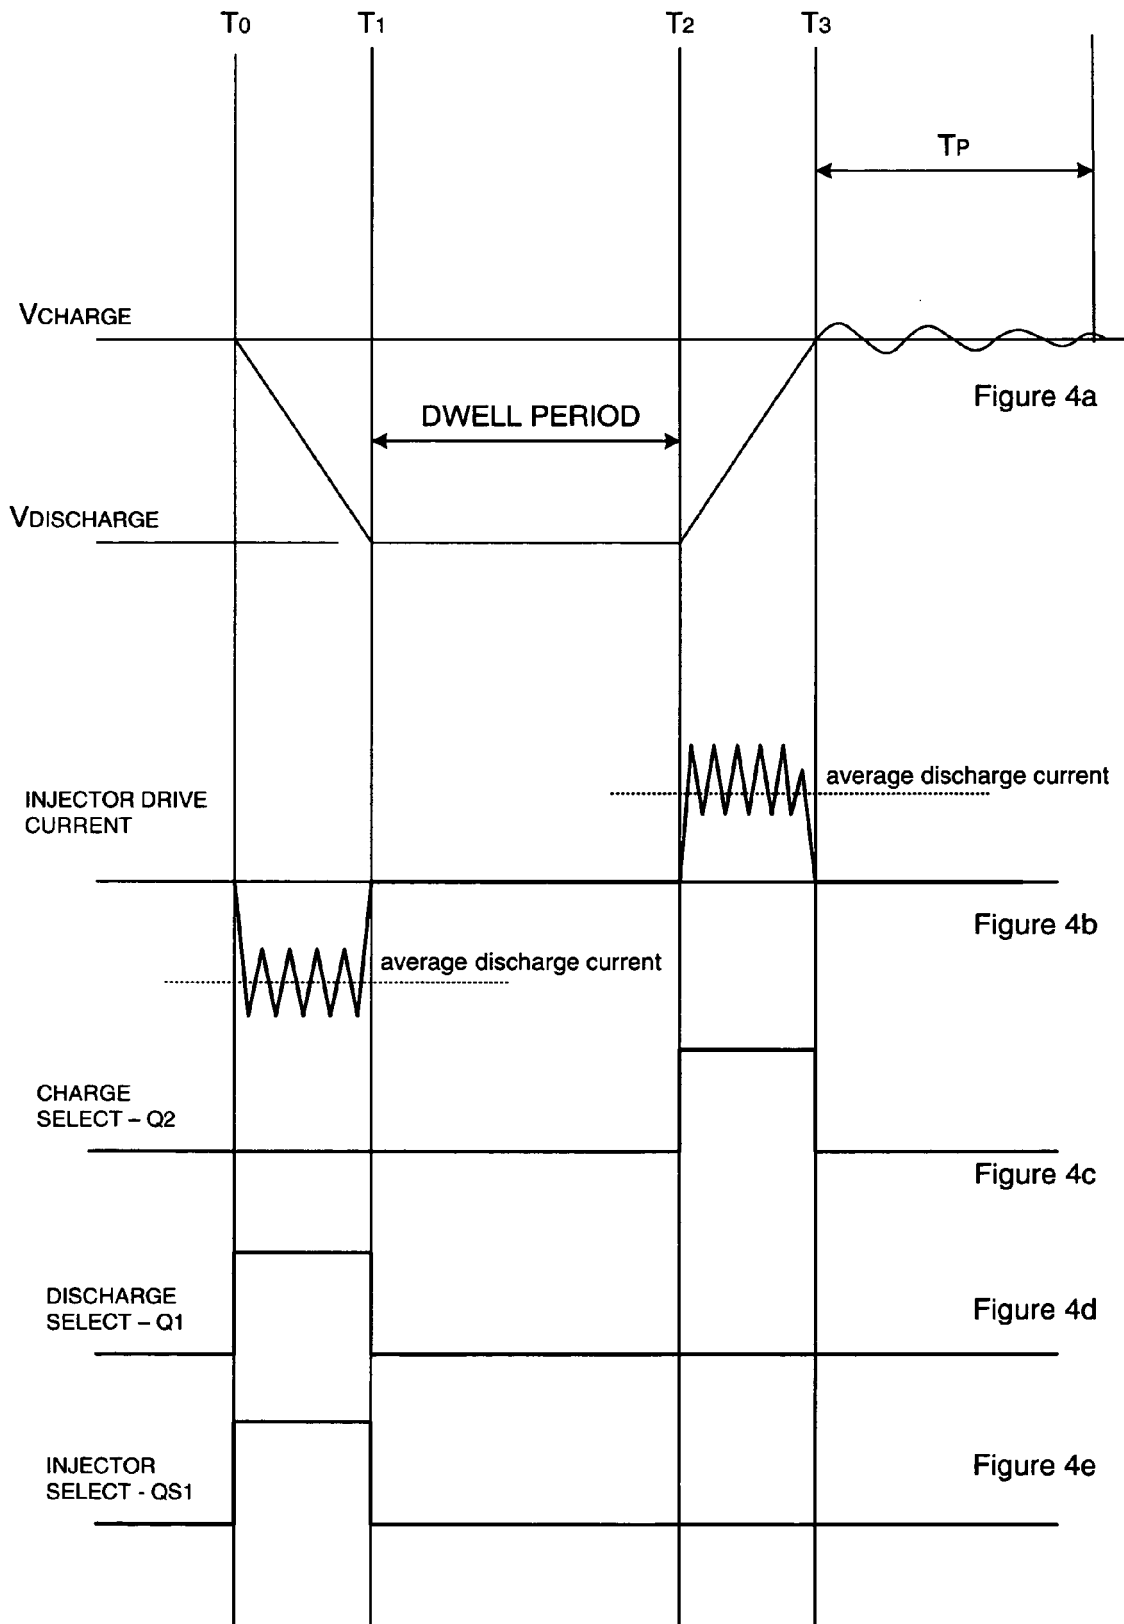 T0 T1 T2 T3
TP
VCHARGE
Figure 4a
DWELL PERIOD
VDISCHARGE
average discharge current
INJECTOR DRIVE
CURRENT
Figure 4b
average discharge current
CHARGE
SELECT – Q2
Figure 4c
DISCHARGE
SELECT – Q1
Figure 4d
INJECTOR
SELECT - QS1
Figure 4e